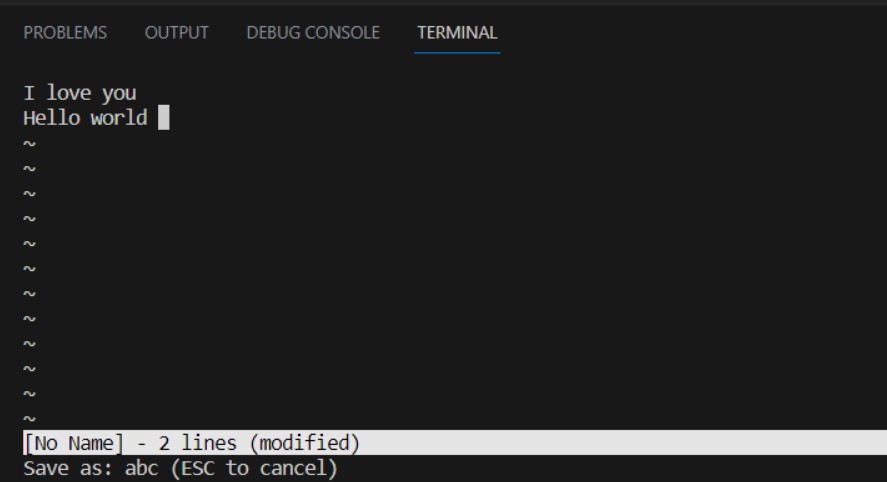 PROBLEMS OUTPUT DEBUG CONSOLE TERMINAL
I love you
Hello world
~
~
~
~
~
~
~
~
~
~
~
~
[No Name] - 2 lines (modified)
Save as: abc (ESC to cancel)